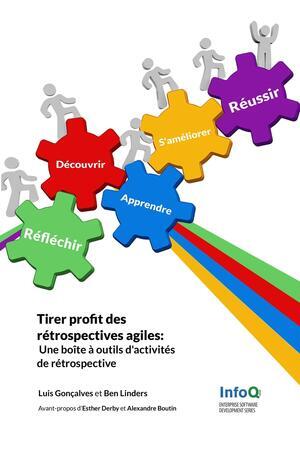 Réussir
S'améliorer
Découvrir
Apprendre
Réfléchir
Tirer profit des
rétrospectives agiles:
Une boîte à outils d'activités
de rétrospective
Luis Gonçalves et Ben Linders
Avant-propos d'Esther Derby et Alexandre Boutin
InfoQ
ENTERPRISE SOFTWARE
DEVELOPMENT SERIES